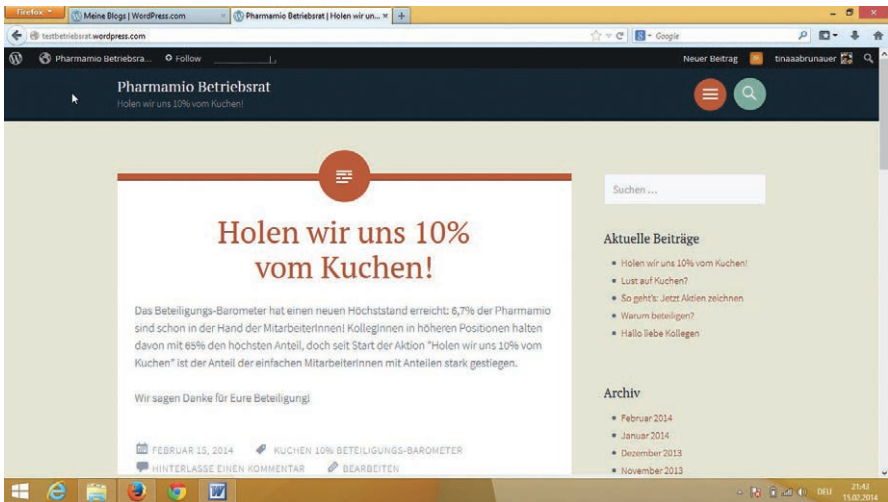 Firefox
Meine Blogs | WordPress.com
Pharmamio Betriebsrat | Holen wir un...
testbetriebsrat.wordpress.com
Google
Pharmamio Betriebsra...
Follow
Neuer Beitrag
tinaaabrunauer
Pharmamio Betriebsrat
Holen wir uns 10% vom Kuchen!
Holen wir uns 10%
vom Kuchen!
Das Beteiligungs-Barometer hat einen neuen Höchststand erreicht: 6,7% der Pharmamio
sind schon in der Hand der MitarbeiterInnen! KollegInnen in höheren Positionen halten
davon mit 65% den höchsten Anteil, doch seit Start der Aktion "Holen wir uns 10% vom
Kuchen" ist der Anteil der einfachen MitarbeiterInnen mit Anteilen stark gestiegen.
Wir sagen Danke für Eure Beteiligung!
FEBRUAR 15, 2014
KUCHEN 10% BETEILIGUNGS-BAROMETER
HINTERLASSE EINEN KOMMENTAR
BEARBEITEN
Suchen ...
Aktuelle Beiträge
Holen wir uns 10% vom Kuchen!
Lust auf Kuchen?
So geht's: Jetzt Aktien zeichnen
Warum beteiligen?
Hallo liebe Kollegen
Archiv
Februar 2014
Januar 2014
Dezember 2013
November 2013
DEU
21:43
15.02.2014